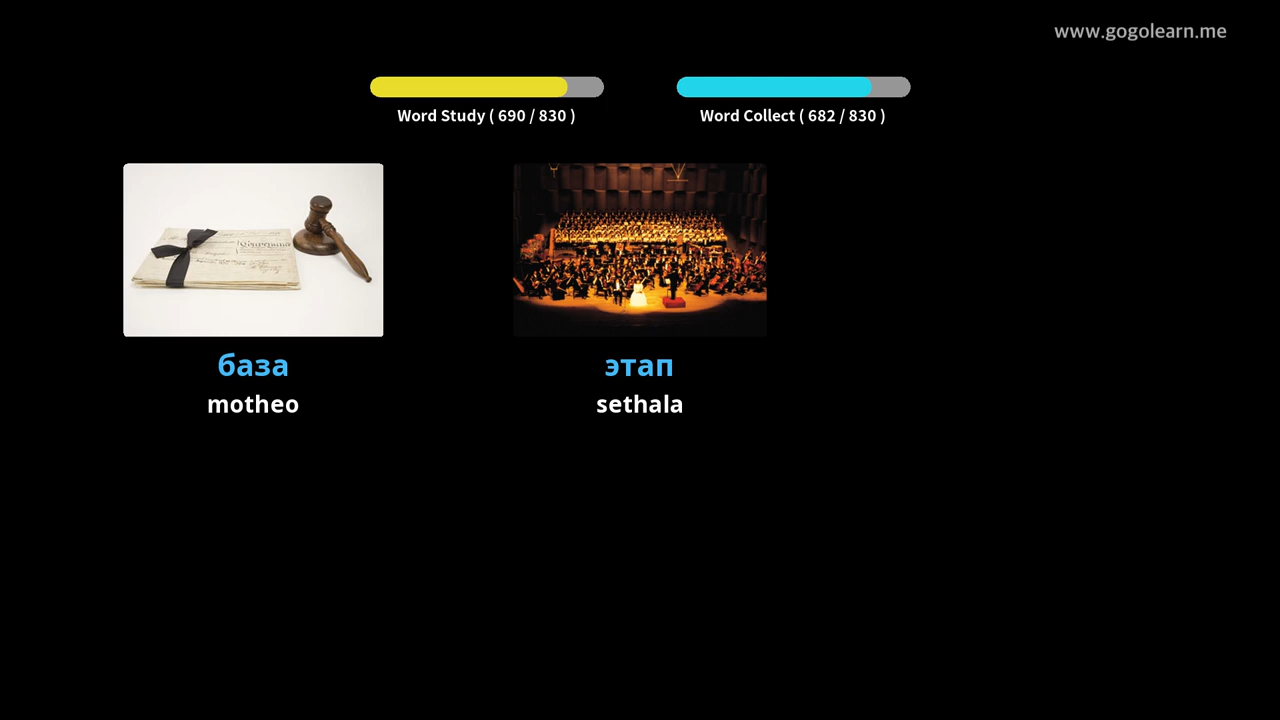 www.gogolearn.me
Word Study ( 690 / 830 )
Word Collect ( 682 / 830 )
база
motheo
этап
sethala